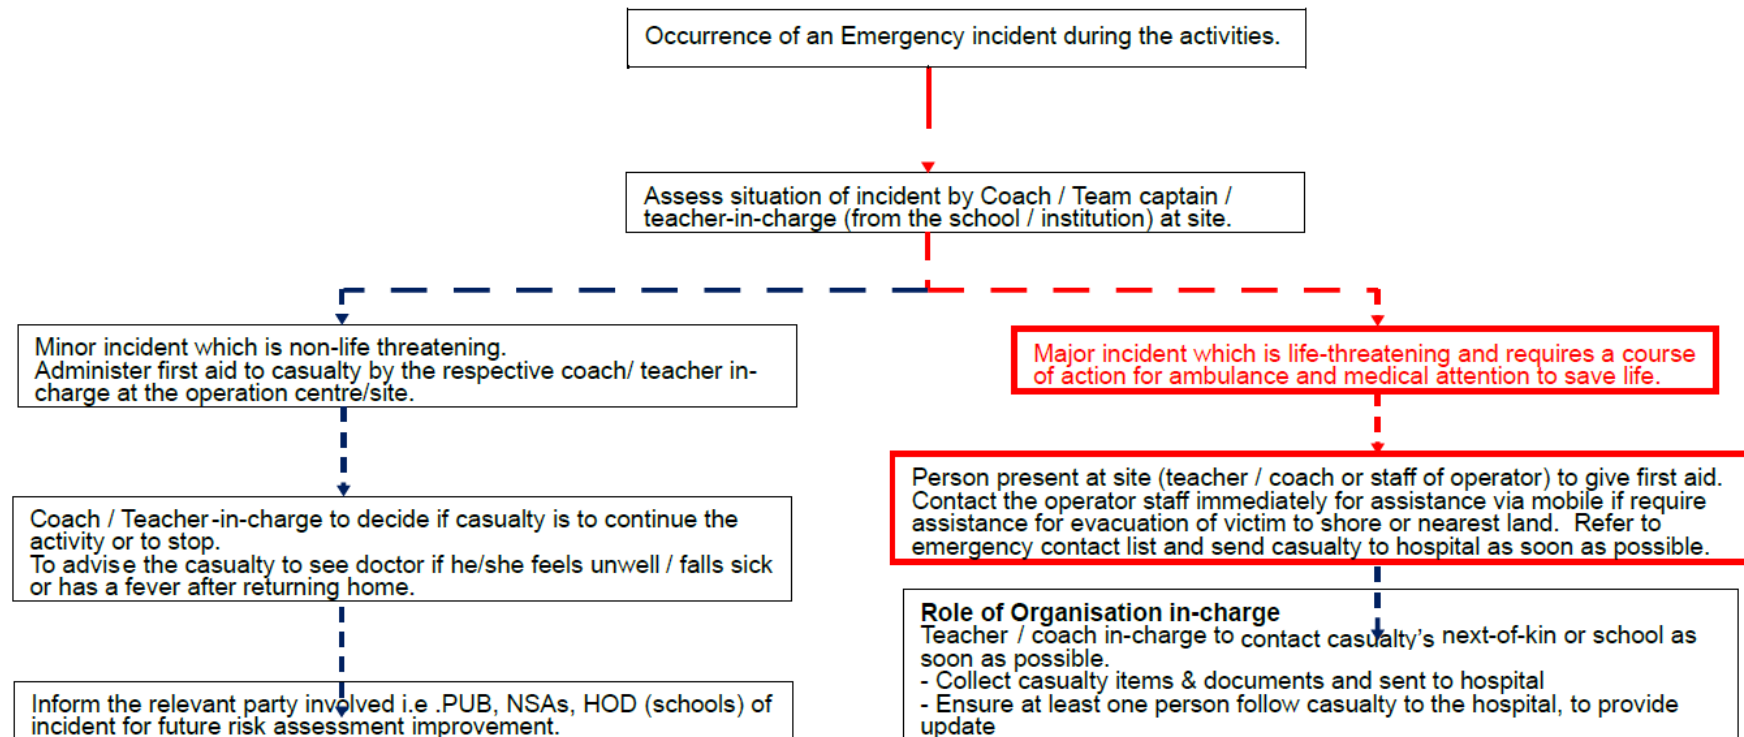 Occurrence of an Emergency incident during the activities.
Assess situation of incident by Coach / Team captain /
teacher-in-charge (from the school / institution) at site.
Minor incident which is non-life threatening.
Administer first aid to casualty by the respective coach/ teacher in-
charge at the operation centre/site.
Major incident which is life-threatening and requires a course
of action for ambulance and medical attention to save life.
Person present at site (teacher / coach or staff of operator) to give first aid.
Contact the operator staff immediately for assistance via mobile if require
assistance for evacuation of victim to shore or nearest land.  Refer to
emergency contact list and send casualty to hospital as soon as possible.
Coach / Teacher-in-charge to decide if casualty is to continue the
activity or to stop.
To advise the casualty to see doctor if he/she feels unwell / falls sick
or has a fever after returning home.
Role of Organisation in-charge
Teacher / coach in-charge to contact casualty’s next-of-kin or school as
soon as possible.
- Collect casualty items & documents and sent to hospital
- Ensure at least one person follow casualty to the hospital, to provide
update
Inform the relevant party involved i.e .PUB, NSAs, HOD (schools) of
incident for future risk assessment improvement.